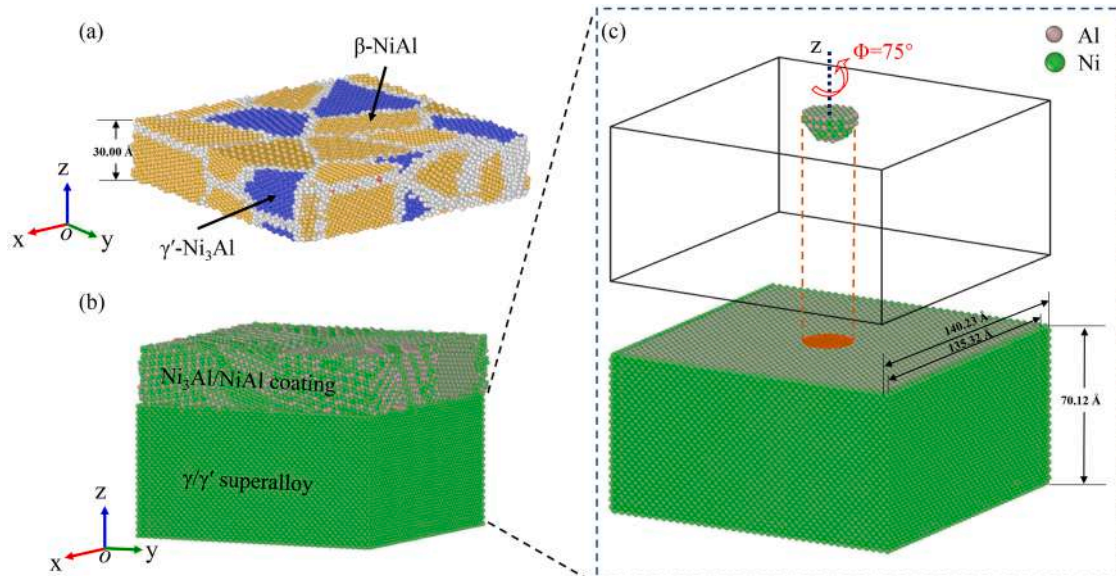 (a)
β-NiAl
30.00 Å
z
x
o
y
γ′-Ni₃Al
(b)
Ni₃Al/NiAl coating
γ/γ′ superalloy
z
x
o
y
(c)
z
Φ=75°
Al
Ni
140.23 Å
135.32 Å
70.12 Å